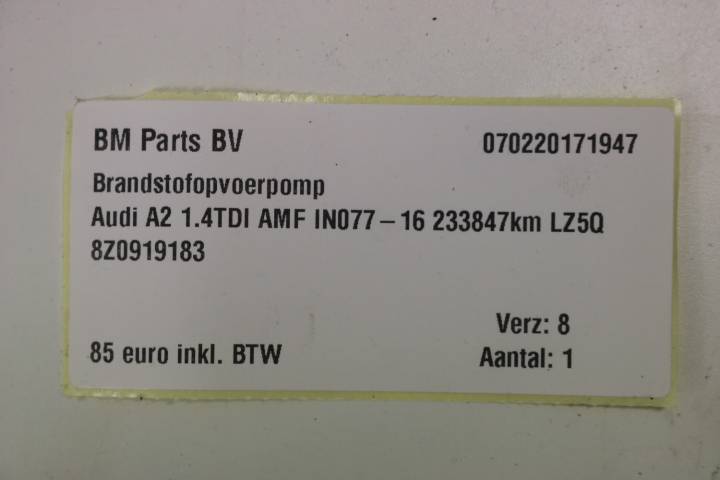 BM Parts BV 070220171947
Brandstofopvoerpomp
Audi A2 1.4TDI AMF IN077-16 233847km LZ5Q
8Z0919183
Verz: 8
85 euro inkl. BTW Aantal: 1